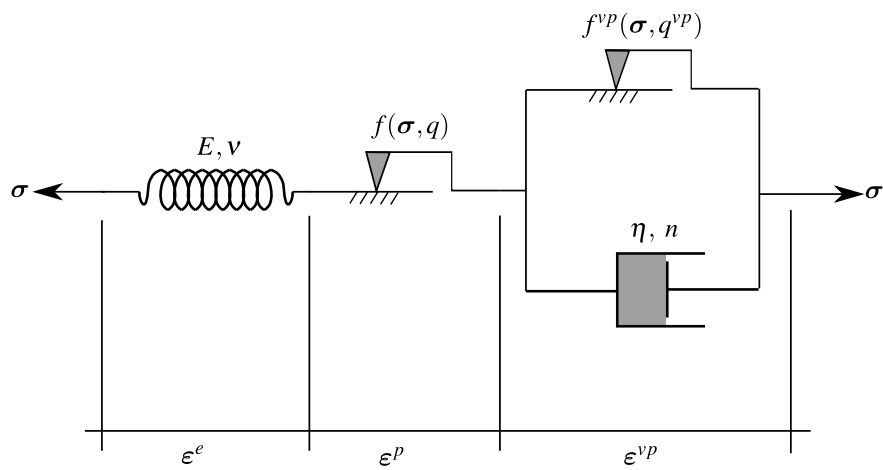 f^{vp}(σ, q^{vp})
f(σ, q)
E, ν
σ
σ
η, n
ε^e
ε^p
ε^{vp}